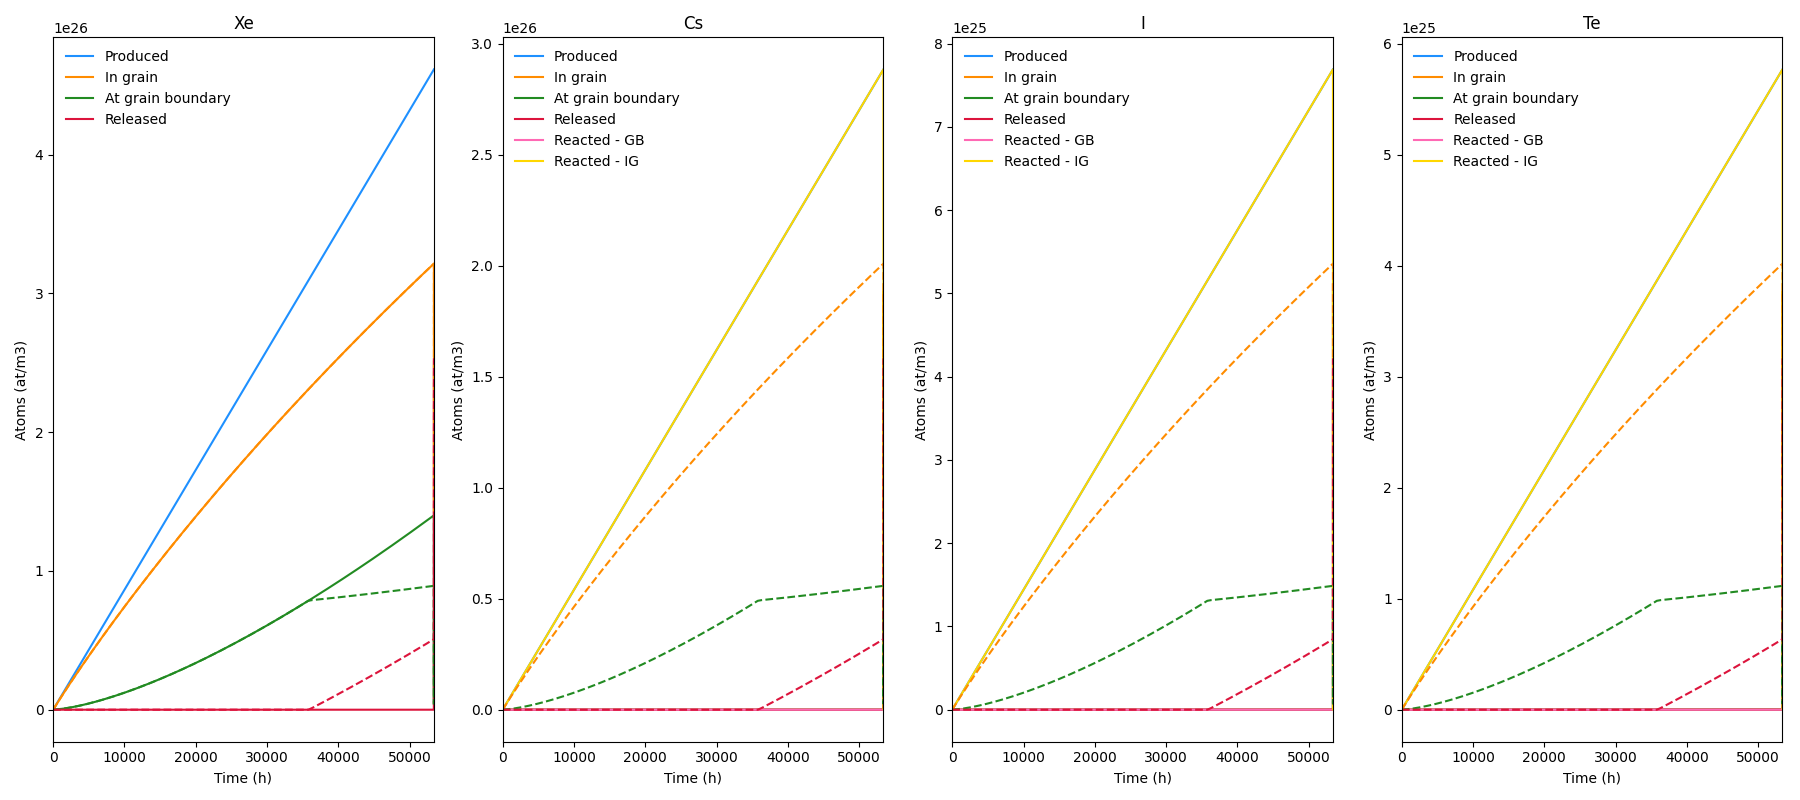 Xe
1e26
Produced
In grain
At grain boundary
Released
4
3
2
1
0
Atoms (at/m3)
0 10000 20000 30000 40000 50000
Time (h)
Cs
1e26
Produced
In grain
At grain boundary
Released
Reacted - GB
Reacted - IG
3.0
2.5
2.0
1.5
1.0
0.5
0.0
Atoms (at/m3)
0 10000 20000 30000 40000 50000
Time (h)
I
1e25
Produced
In grain
At grain boundary
Released
Reacted - GB
Reacted - IG
8
7
6
5
4
3
2
1
0
Atoms (at/m3)
0 10000 20000 30000 40000 50000
Time (h)
Te
1e25
Produced
In grain
At grain boundary
Released
Reacted - GB
Reacted - IG
6
5
4
3
2
1
0
Atoms (at/m3)
0 10000 20000 30000 40000 50000
Time (h)